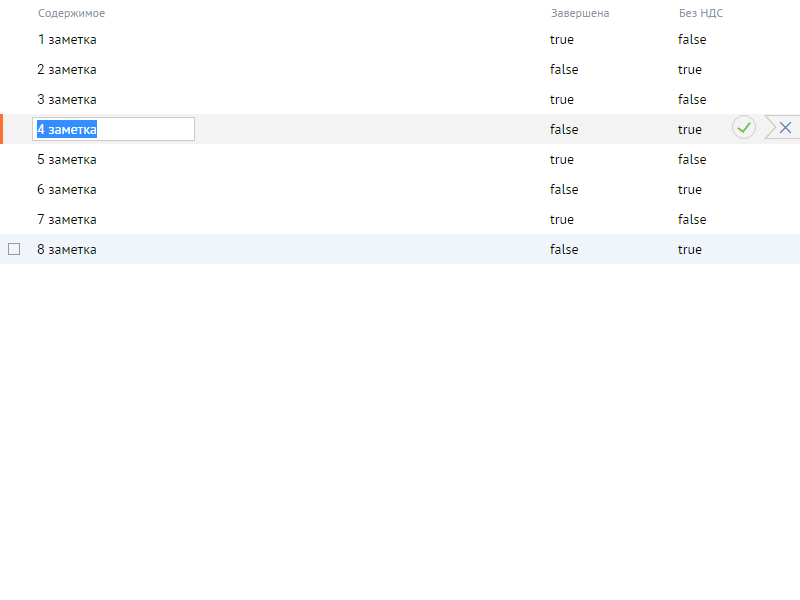 Содержимое Завершена Без НДС
1 заметка true false
2 заметка false true
3 заметка true false
4 заметка false true
5 заметка true false
6 заметка false true
7 заметка true false
8 заметка false true